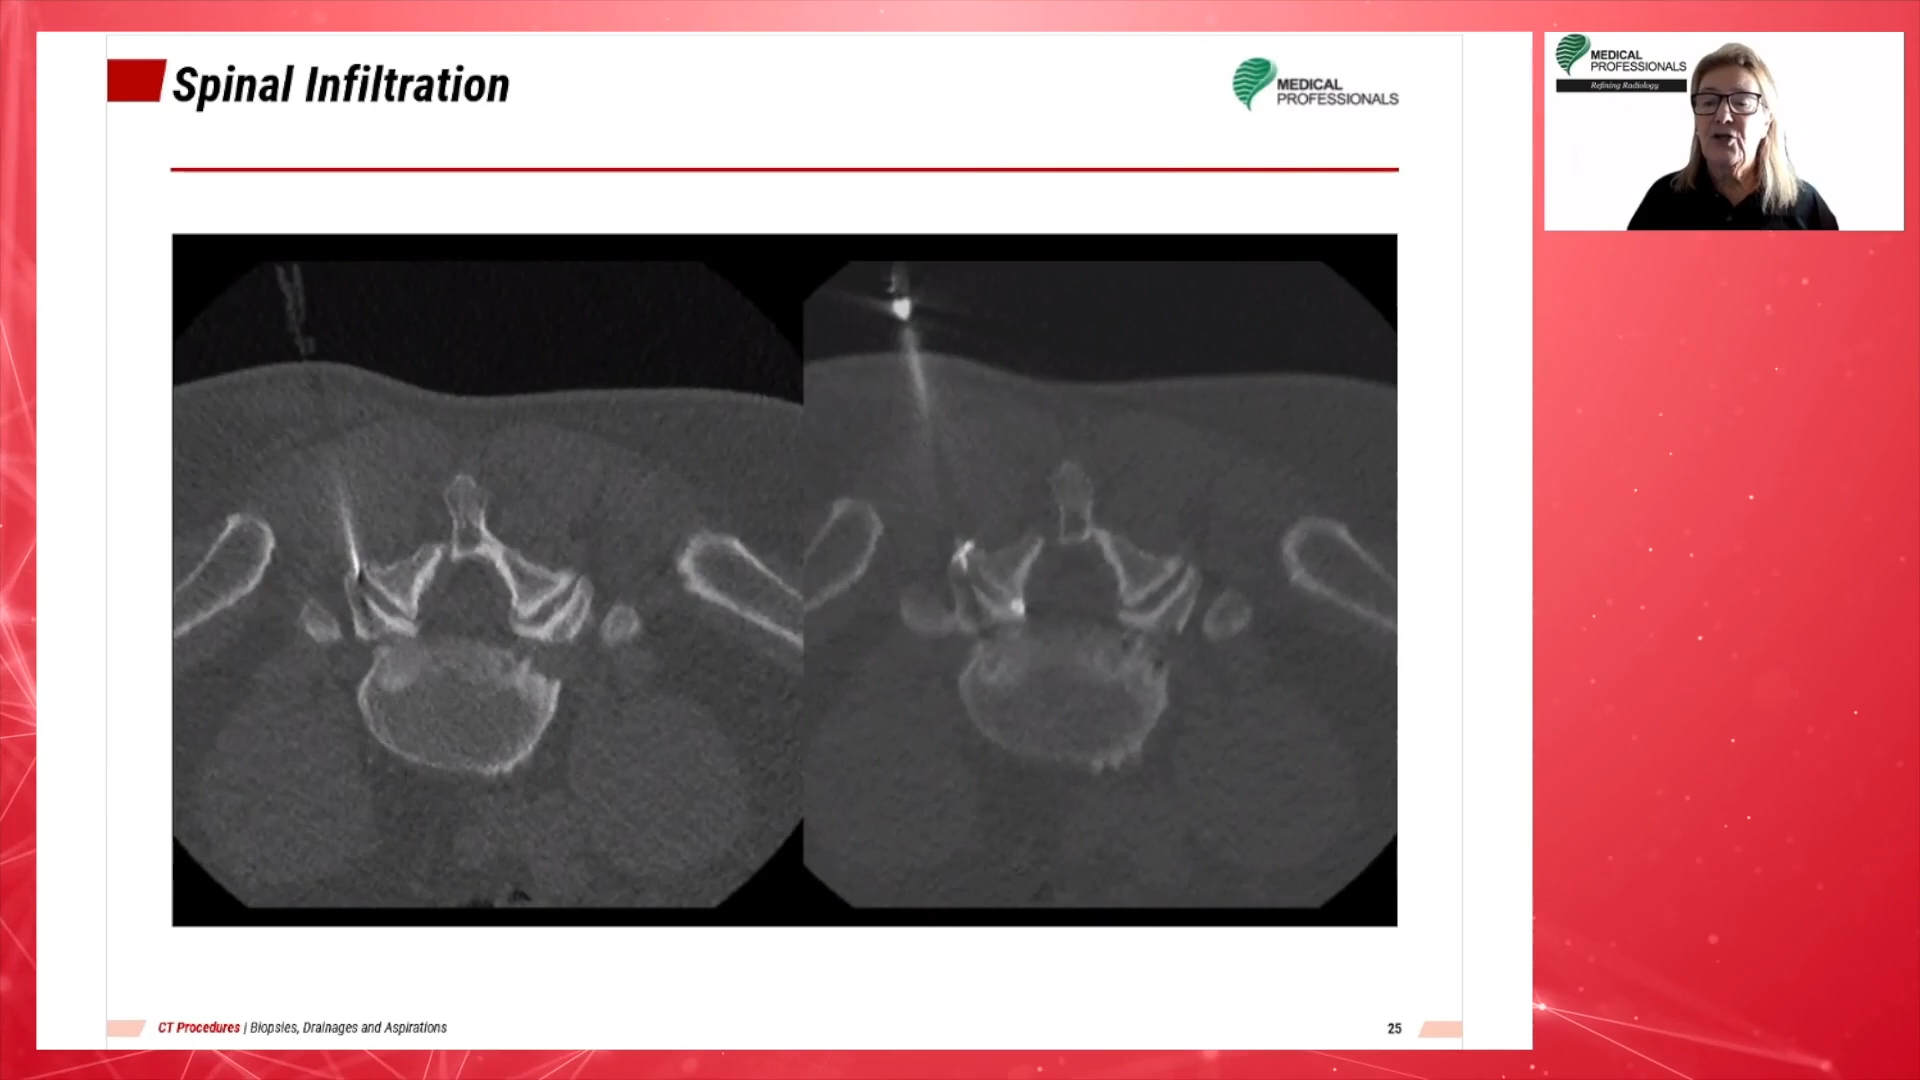 Spinal Infiltration
MEDICAL
PROFESSIONALS
MEDICAL
PROFESSIONALS
Refining Radiology
CT Procedures | Biopsies, Drainages and Aspirations
25